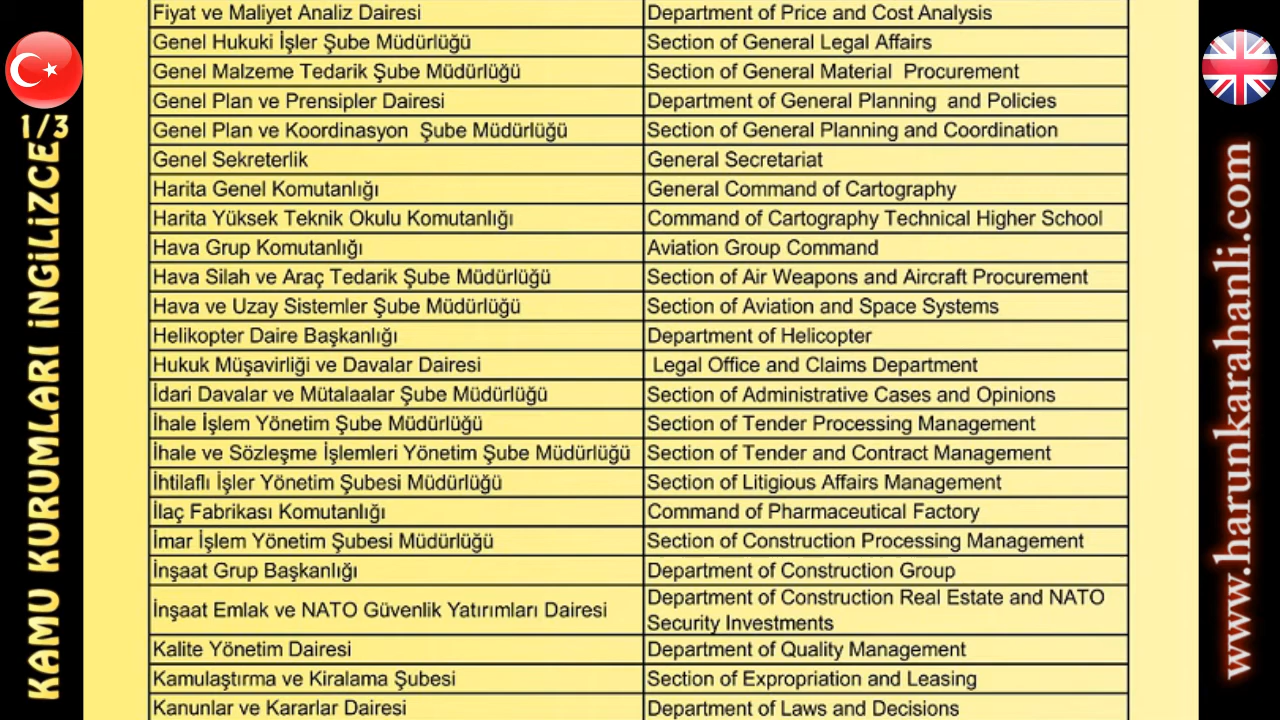 1/3
KAMU KURUMLARI İNGİLİZCE
Fiyat ve Maliyet Analiz Dairesi Department of Price and Cost Analysis
Genel Hukuki İşler Şube Müdürlüğü Section of General Legal Affairs
Genel Malzeme Tedarik Şube Müdürlüğü Section of General Material Procurement
Genel Plan ve Prensipler Dairesi Department of General Planning and Policies
Genel Plan ve Koordinasyon Şube Müdürlüğü Section of General Planning and Coordination
Genel Sekreterlik General Secretariat
Harita Genel Komutanlığı General Command of Cartography
Harita Yüksek Teknik Okulu Komutanlığı Command of Cartography Technical Higher School
Hava Grup Komutanlığı Aviation Group Command
Hava Silah ve Araç Tedarik Şube Müdürlüğü Section of Air Weapons and Aircraft Procurement
Hava ve Uzay Sistemler Şube Müdürlüğü Section of Aviation and Space Systems
Helikopter Daire Başkanlığı Department of Helicopter
Hukuk Müşavirliği ve Davalar Dairesi Legal Office and Claims Department
İdari Davalar ve Mütalaalar Şube Müdürlüğü Section of Administrative Cases and Opinions
İhale İşlem Yönetim Şube Müdürlüğü Section of Tender Processing Management
İhale ve Sözleşme İşlemleri Yönetim Şube Müdürlüğü Section of Tender and Contract Management
İhtilaflı İşler Yönetim Şubesi Müdürlüğü Section of Litigious Affairs Management
İlaç Fabrikası Komutanlığı Command of Pharmaceutical Factory
İmar İşlem Yönetim Şubesi Müdürlüğü Section of Construction Processing Management
İnşaat Grup Başkanlığı Department of Construction Group
İnşaat Emlak ve NATO Güvenlik Yatırımları Dairesi Department of Construction Real Estate and NATO
Security Investments
Kalite Yönetim Dairesi Department of Quality Management
Kamulaştırma ve Kiralama Şubesi Section of Expropriation and Leasing
Kanunlar ve Kararlar Dairesi Department of Laws and Decisions
www.harunkarahanli.com